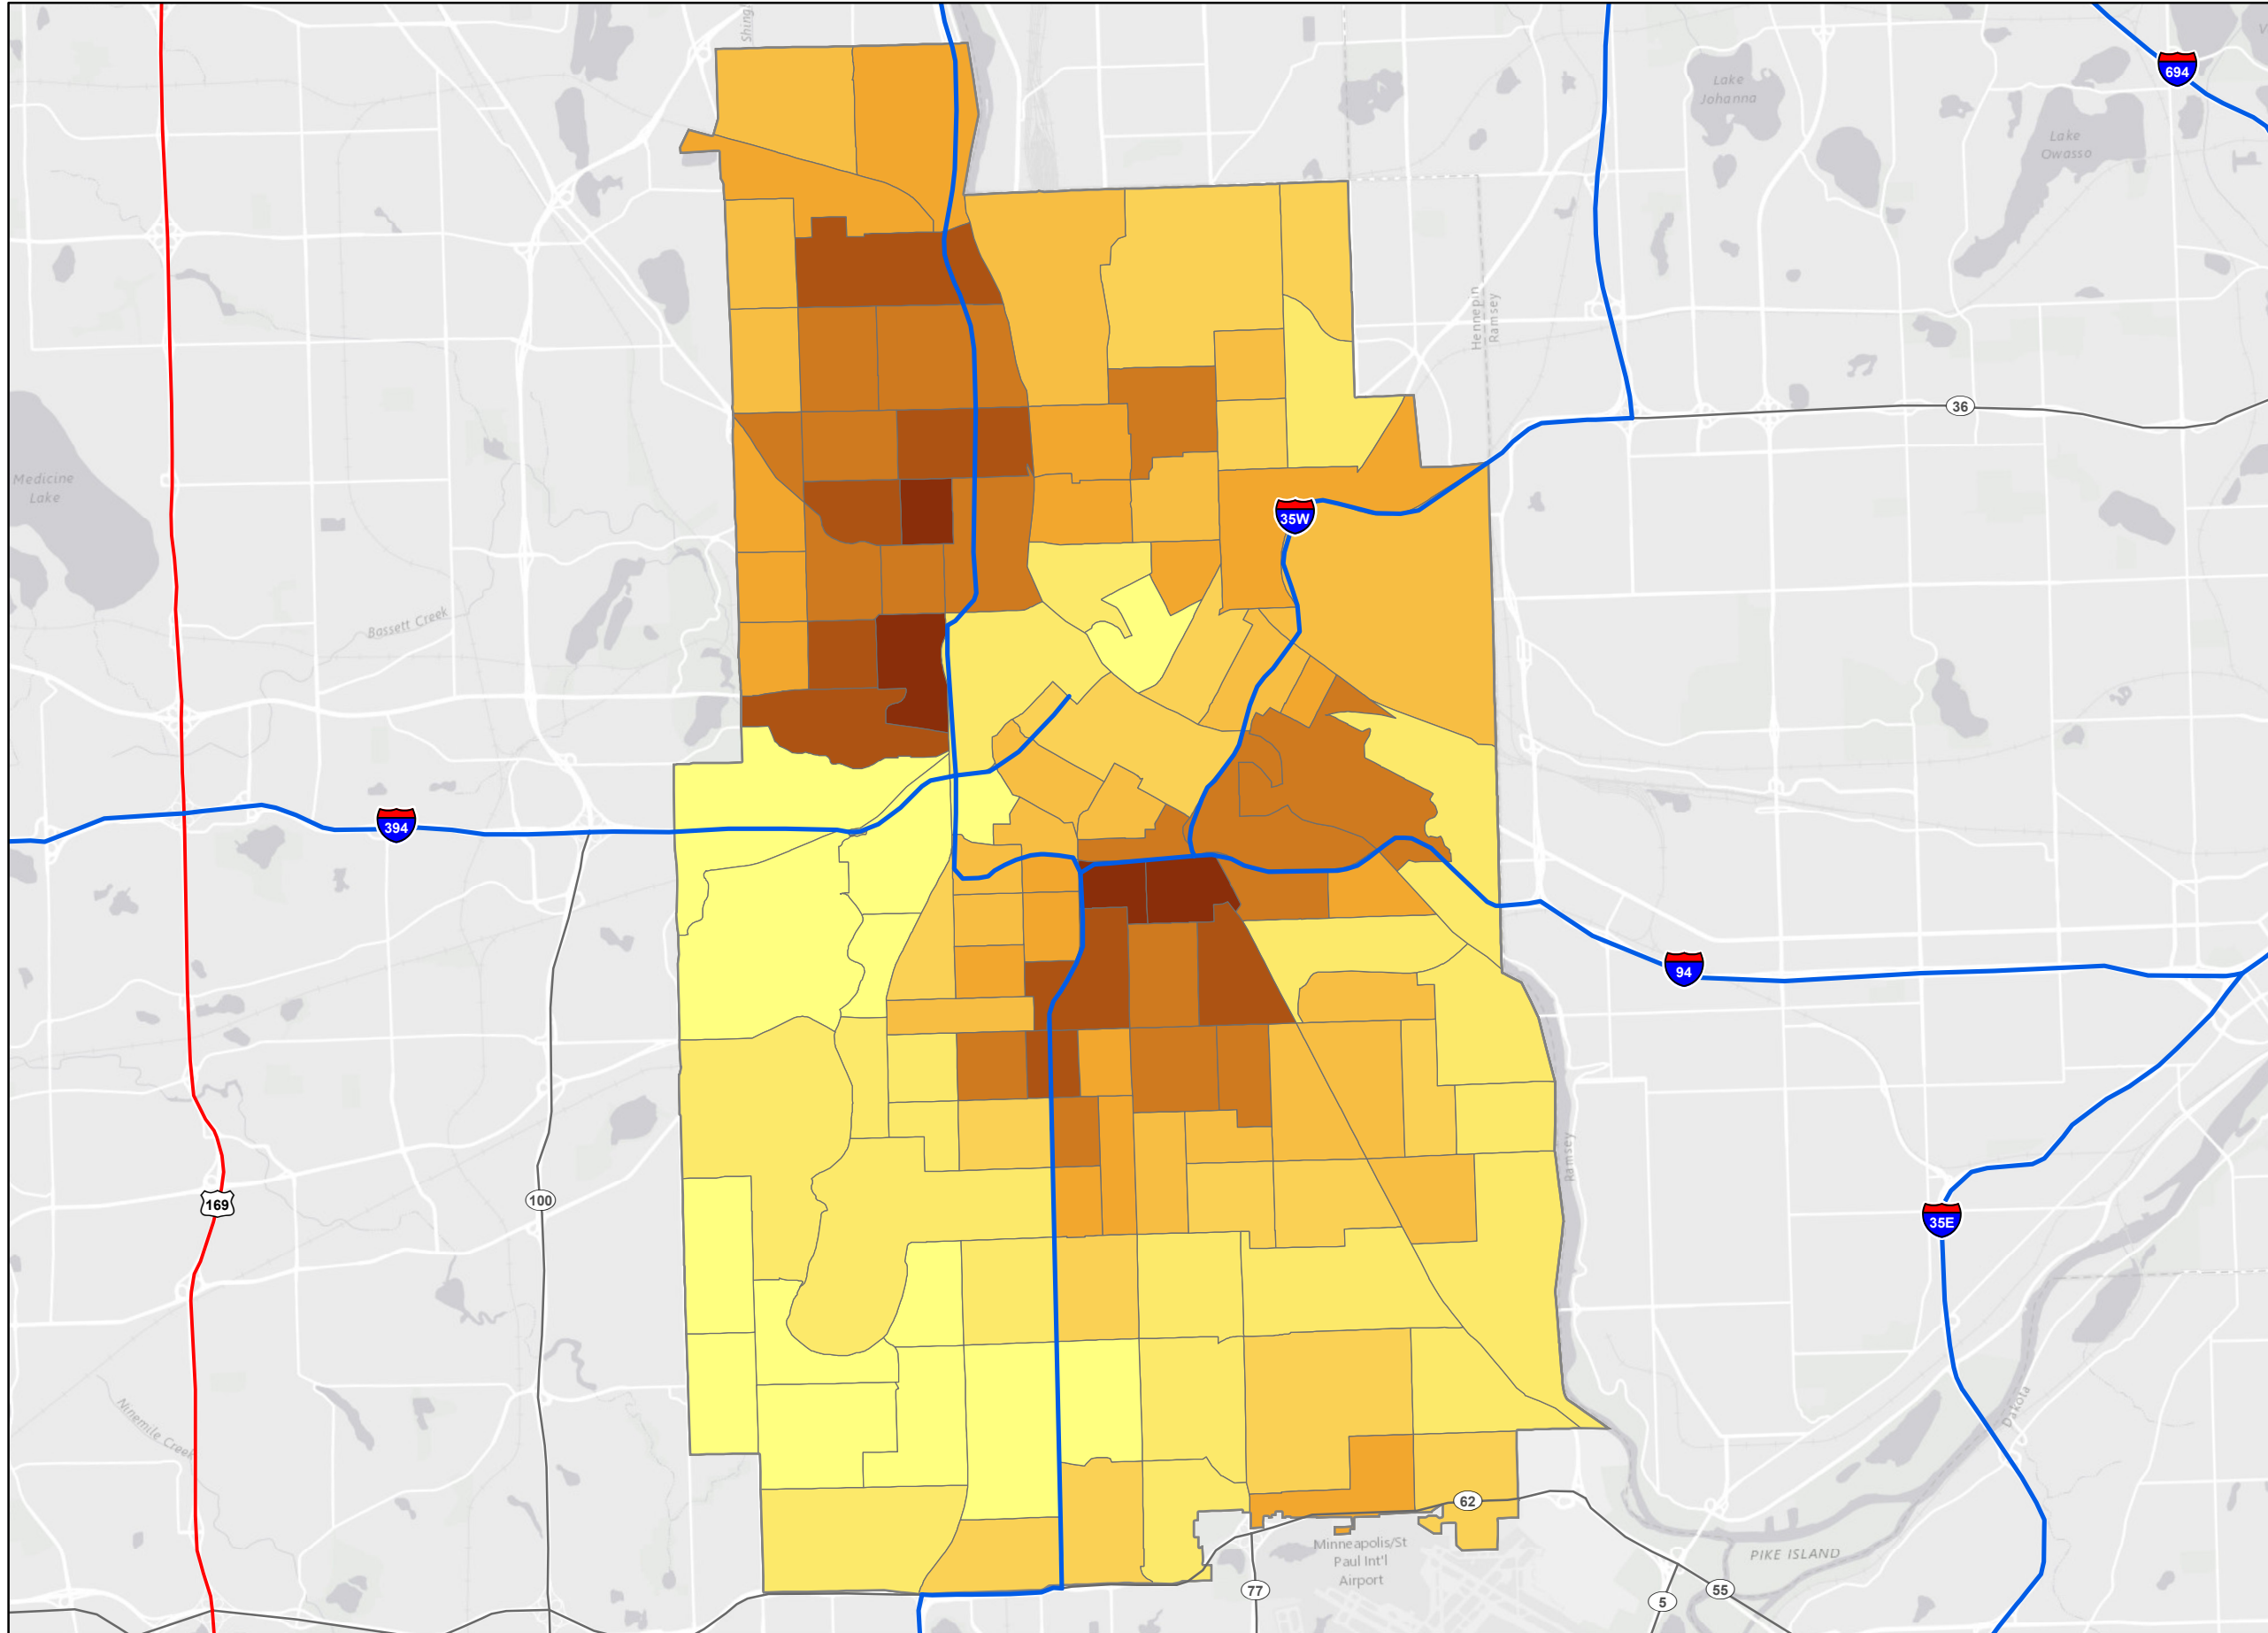 Shingl
694
Lake
Johanna
Lake
Owasso
Hennepin
Ramsey
36
Medicine
Lake
35W
Bassett Creek
394
94
Ramsey
169
100
35E
Ninemile Creek
Dakota
62
Minneapolis/St
Paul Int'l
Airport
PIKE ISLAND
77
5
55